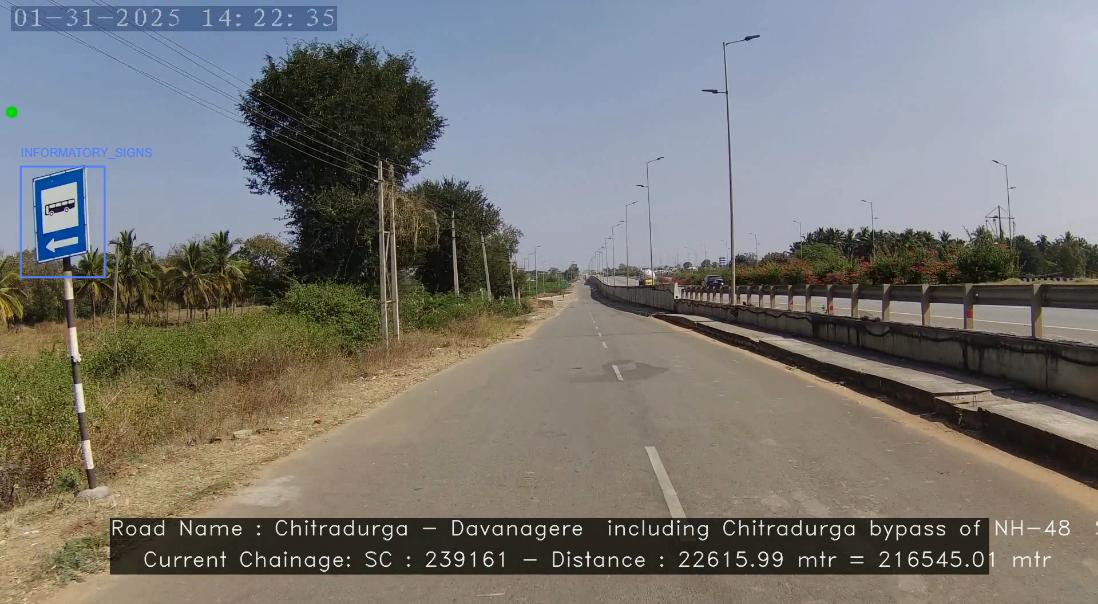 01-31-2025 14:22:35
INFORMATORY_SIGNS
Road Name : Chitradurga - Davanagere including Chitradurga bypass of NH-48
Current Chainage: SC : 239161 - Distance : 22615.99 mtr = 216545.01 mtr